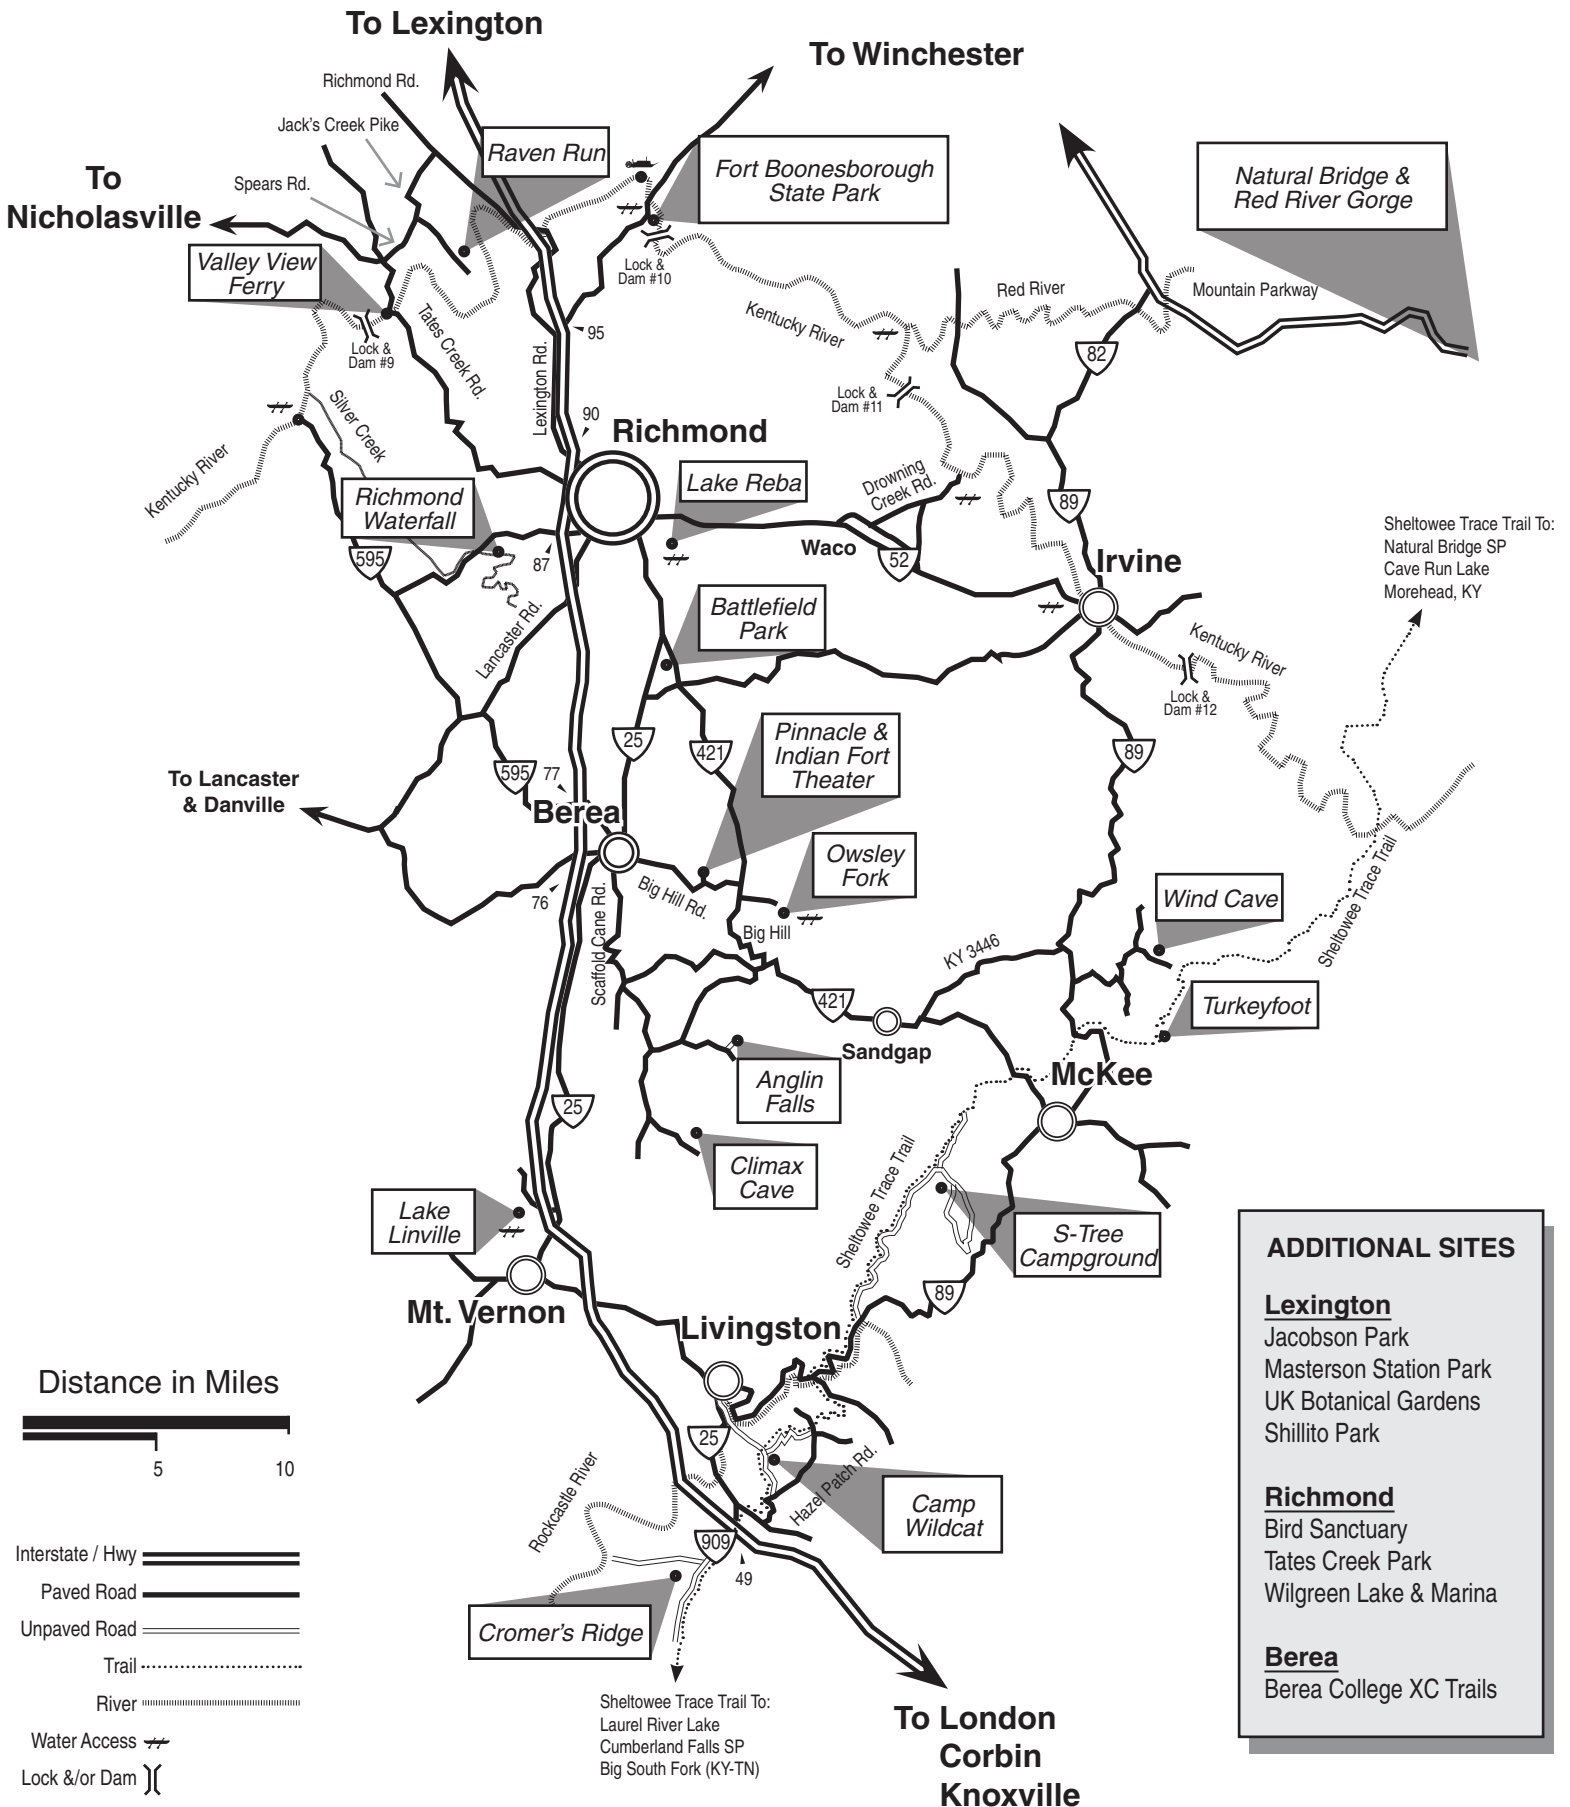 To Lexington
To Winchester
Richmond Rd.
Jack's Creek Pike
Raven Run
Fort Boonesborough
State Park
Natural Bridge &
Red River Gorge
To
Nicholasville
Spears Rd.
Valley View
Ferry
Lock &
Dam #10
Red River
Mountain Parkway
Kentucky River
Tates Creek Rd.
Lock &
Dam #9
Lexington Rd.
95
82
Lock &
Dam #11
Silver Creek
90
Richmond
Kentucky River
Drowning
Creek Rd.
Lake Reba
Richmond
Waterfall
89
Sheltowee Trace Trail To:
Natural Bridge SP
Cave Run Lake
Morehead, KY
Waco
52
Irvine
595
87
Battlefield
Park
Lancaster Rd.
Kentucky River
Lock &
Dam #12
25
421
Pinnacle &
Indian Fort
Theater
89
To Lancaster
& Danville
595
77
Berea
Owsley
Fork
Big Hill Rd.
76
Scaffold Cane Rd.
Big Hill
Wind Cave
Sheltowee Trace Trail
KY 3446
421
Turkeyfoot
Sandgap
Anglin
Falls
McKee
25
Climax
Cave
Sheltowee Trace Trail
Lake
Linville
S-Tree
Campground
89
Mt. Vernon
Livingston
25
Hazel Patch Rd.
Camp
Wildcat
Rockcastle River
909
49
Cromer's Ridge
Sheltowee Trace Trail To:
Laurel River Lake
Cumberland Falls SP
Big South Fork (KY-TN)
To London
Corbin
Knoxville
Distance in Miles
5
10
Interstate / Hwy
Paved Road
Unpaved Road
Trail
River
Water Access
Lock &/or Dam
ADDITIONAL SITES
Lexington
Jacobson Park
Masterson Station Park
UK Botanical Gardens
Shillito Park
Richmond
Bird Sanctuary
Tates Creek Park
Wilgreen Lake & Marina
Berea
Berea College XC Trails